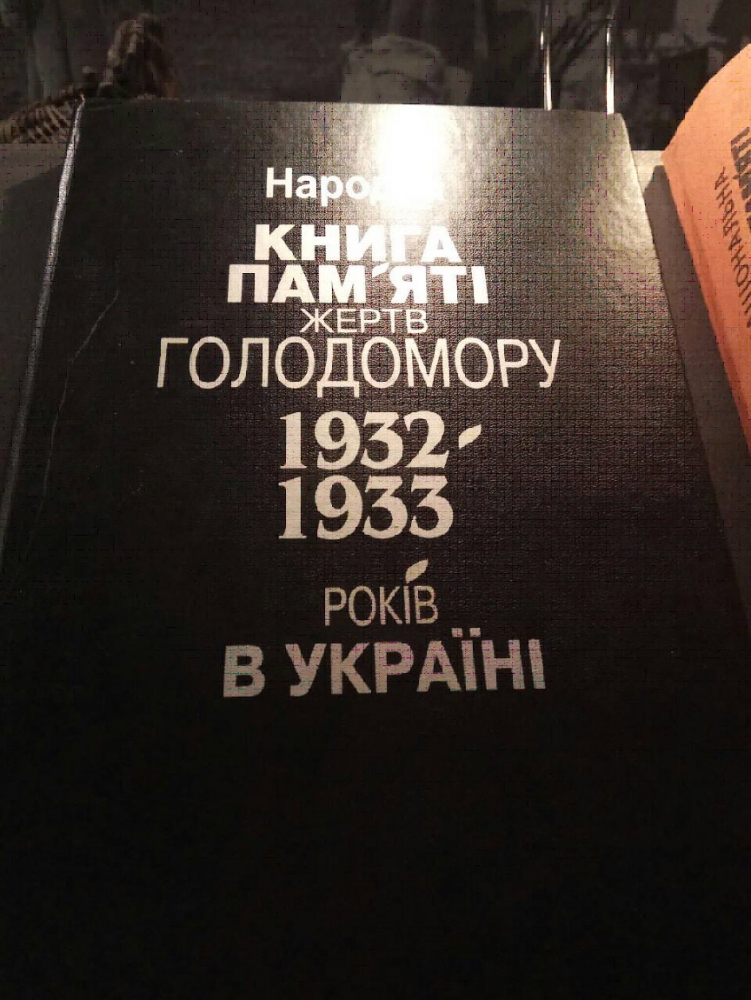 КНИГА
ПАМ'ЯТІ
ЖЕРТВ
ГОЛОДОМОРУ
1932-
1933
РОКІВ
В УКРАЇНІ